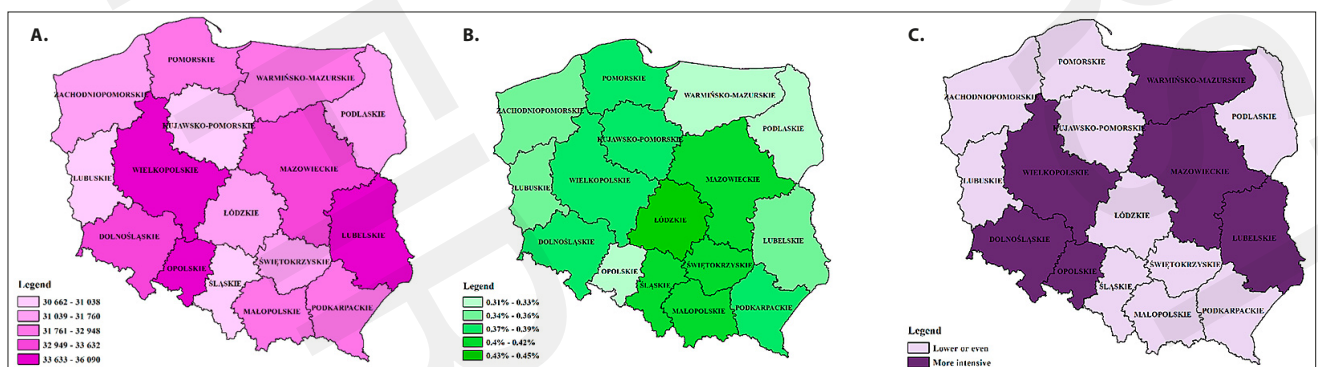 A.
POMORSKIE
WARMIŃSKO-MAZURSKIE
ZACHODNIOPOMORSKIE
KUJAWSKO-POMORSKIE
PODLASKIE
LUBUSKIE
WIELKOPOLSKIE
MAZOWIECKIE
ŁÓDZKIE
DOLNOŚLĄSKIE
LUBELSKIE
OPOLSKIE
ŚLĄSKIE
ŚWIĘTOKRZYSKIE
MAŁOPOLSKIE
PODKARPACKIE
Legend
30 662 - 31 038
31 039 - 31 760
31 761 - 32 948
32 949 - 33 632
33 633 - 36 090
B.
POMORSKIE
WARMIŃSKO-MAZURSKIE
ZACHODNIOPOMORSKIE
KUJAWSKO-POMORSKIE
PODLASKIE
LUBUSKIE
WIELKOPOLSKIE
MAZOWIECKIE
ŁÓDZKIE
DOLNOŚLĄSKIE
LUBELSKIE
OPOLSKIE
ŚLĄSKIE
ŚWIĘTOKRZYSKIE
MAŁOPOLSKIE
PODKARPACKIE
Legend
0.31% - 0.33%
0.34% - 0.36%
0.37% - 0.39%
0.4% - 0.42%
0.43% - 0.45%
C.
POMORSKIE
WARMIŃSKO-MAZURSKIE
ZACHODNIOPOMORSKIE
KUJAWSKO-POMORSKIE
PODLASKIE
LUBUSKIE
WIELKOPOLSKIE
MAZOWIECKIE
ŁÓDZKIE
DOLNOŚLĄSKIE
LUBELSKIE
OPOLSKIE
ŚLĄSKIE
ŚWIĘTOKRZYSKIE
MAŁOPOLSKIE
PODKARPACKIE
Legend
Lower or even
More intensive